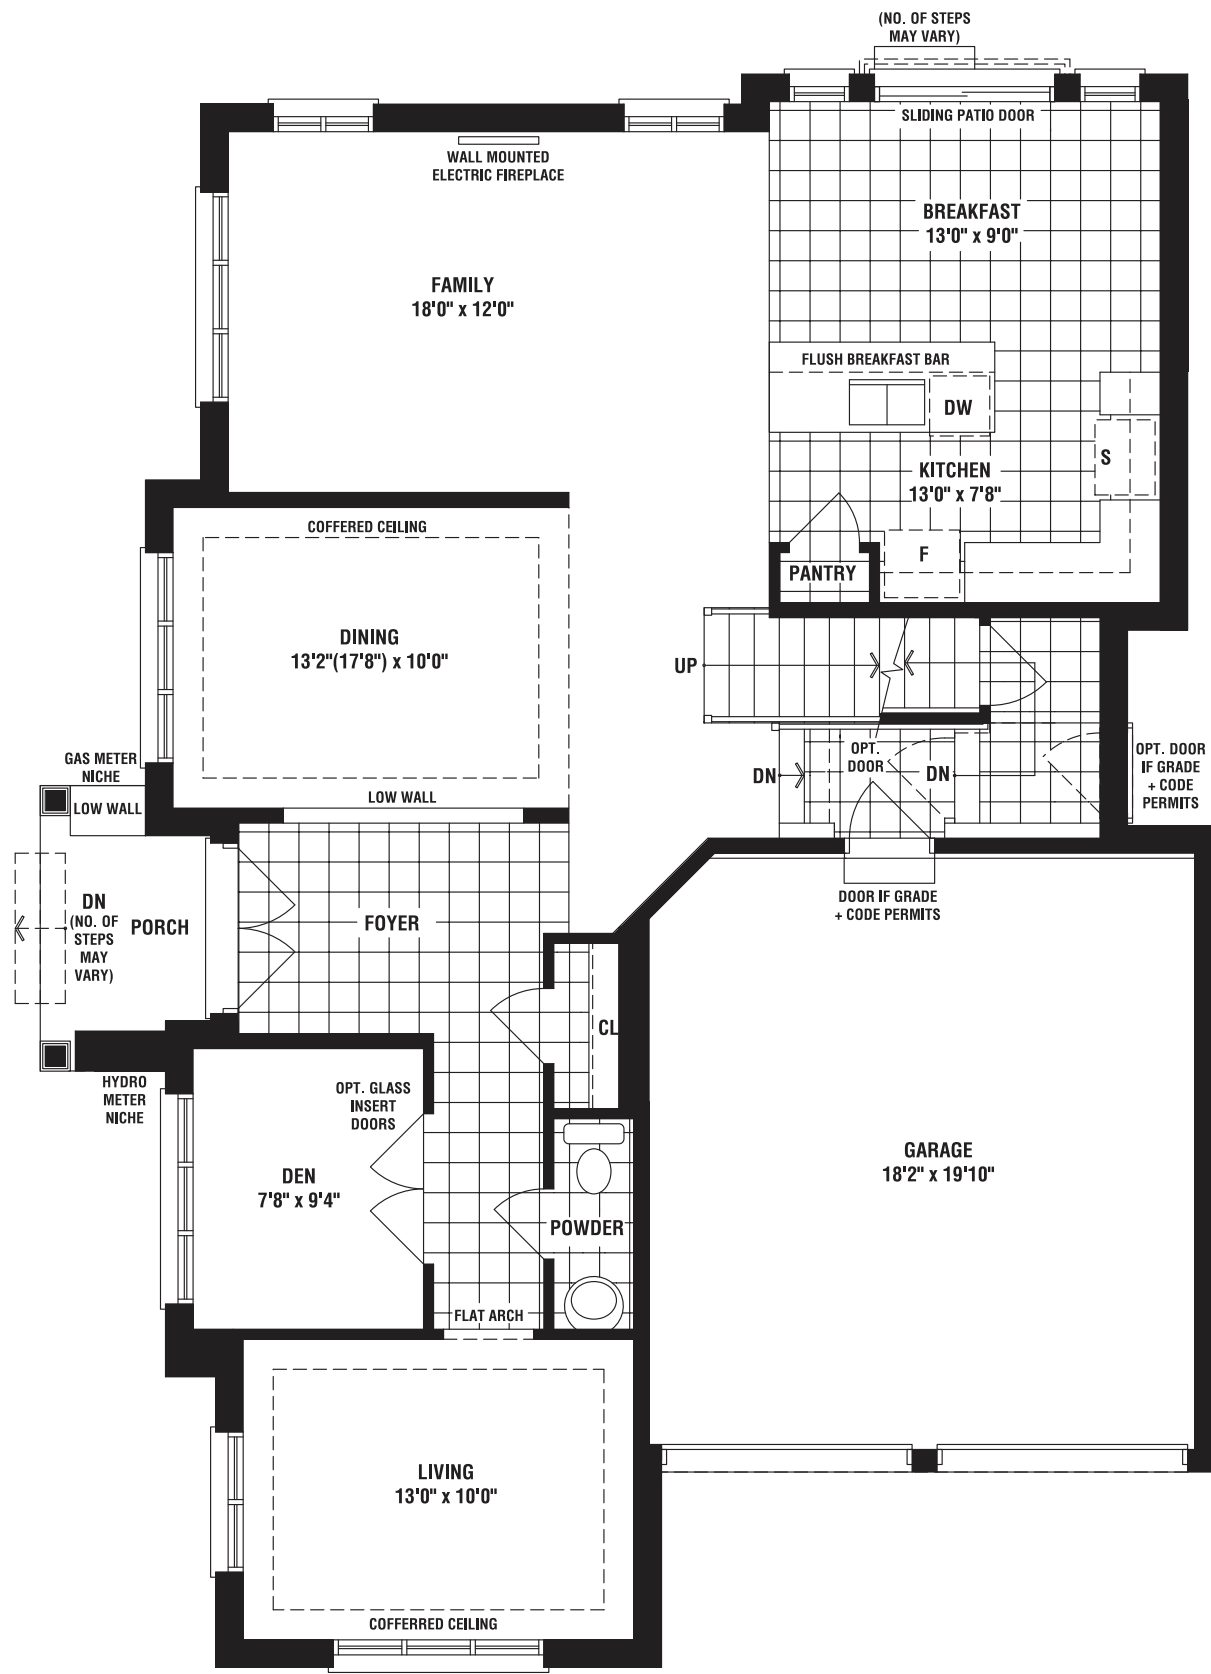 (NO. OF STEPS
MAY VARY)
SLIDING PATIO DOOR
WALL MOUNTED
ELECTRIC FIREPLACE
BREAKFAST
13'0" x 9'0"
FAMILY
18'0" x 12'0"
FLUSH BREAKFAST BAR
DW
KITCHEN
13'0" x 7'8"
S
F
PANTRY
COFFERED CEILING
DINING
13'2"(17'8") x 10'0"
UP
OPT.
DOOR
DN
DN
OPT. DOOR
IF GRADE
+ CODE
PERMITS
GAS METER
NICHE
LOW WALL
LOW WALL
DOOR IF GRADE
+ CODE PERMITS
DN
(NO. OF
STEPS
MAY
VARY)
PORCH
FOYER
CL
HYDRO
METER
NICHE
OPT. GLASS
INSERT
DOORS
DEN
7'8" x 9'4"
POWDER
GARAGE
18'2" x 19'10"
FLAT ARCH
LIVING
13'0" x 10'0"
COFFERRED CEILING